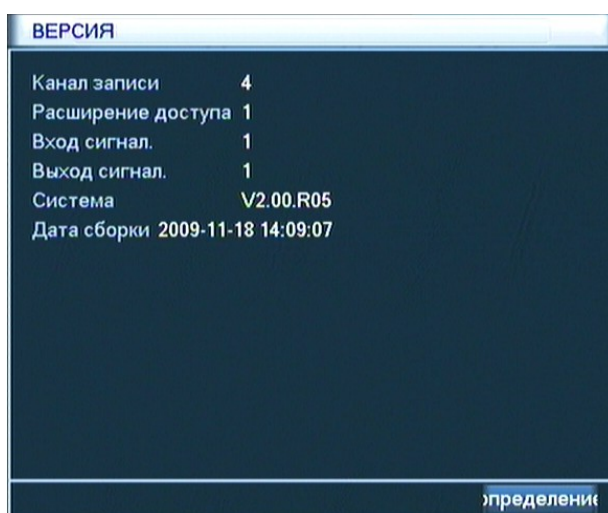 ВЕРСИЯ
Канал записи 4
Расширение доступа 1
Вход сигнал. 1
Выход сигнал. 1
Система V2.00.R05
Дата сборки 2009-11-18 14:09:07
определение